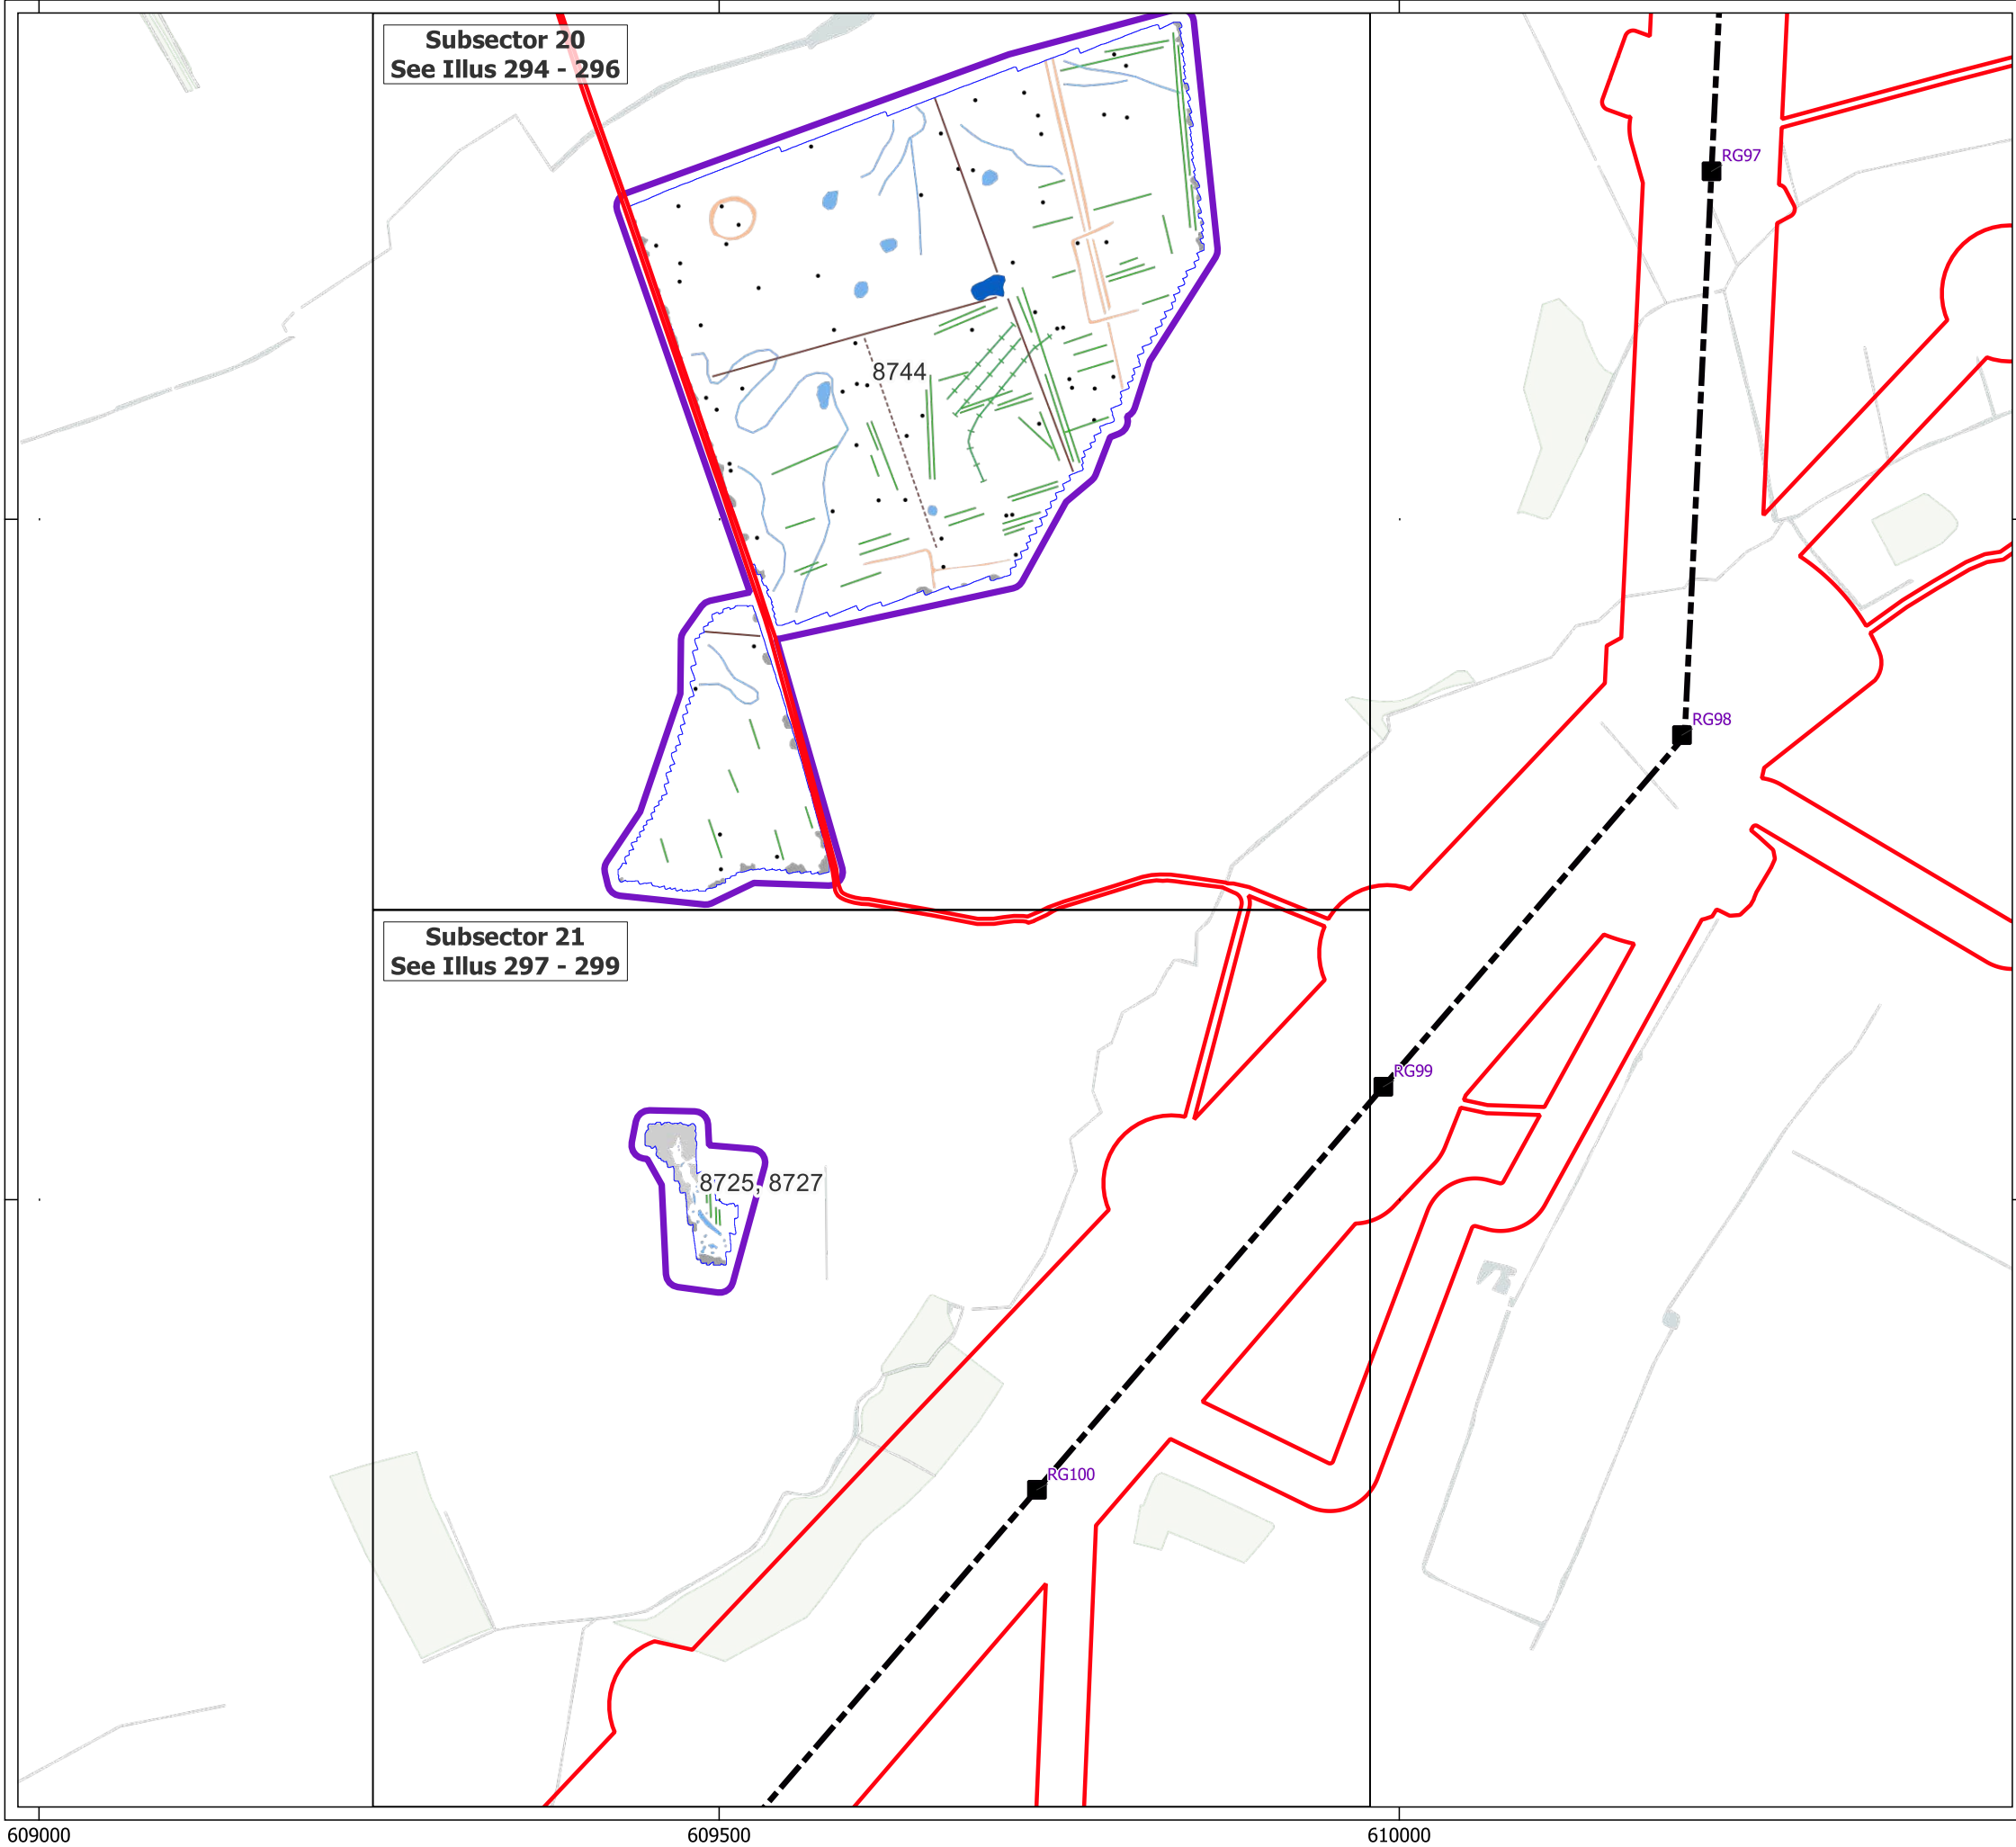 Subsector 20
See Illus 294 - 296
RG97
8744
RG98
Subsector 21
See Illus 297 - 299
RG99
8725, 8727
RG100
609000
609500
610000